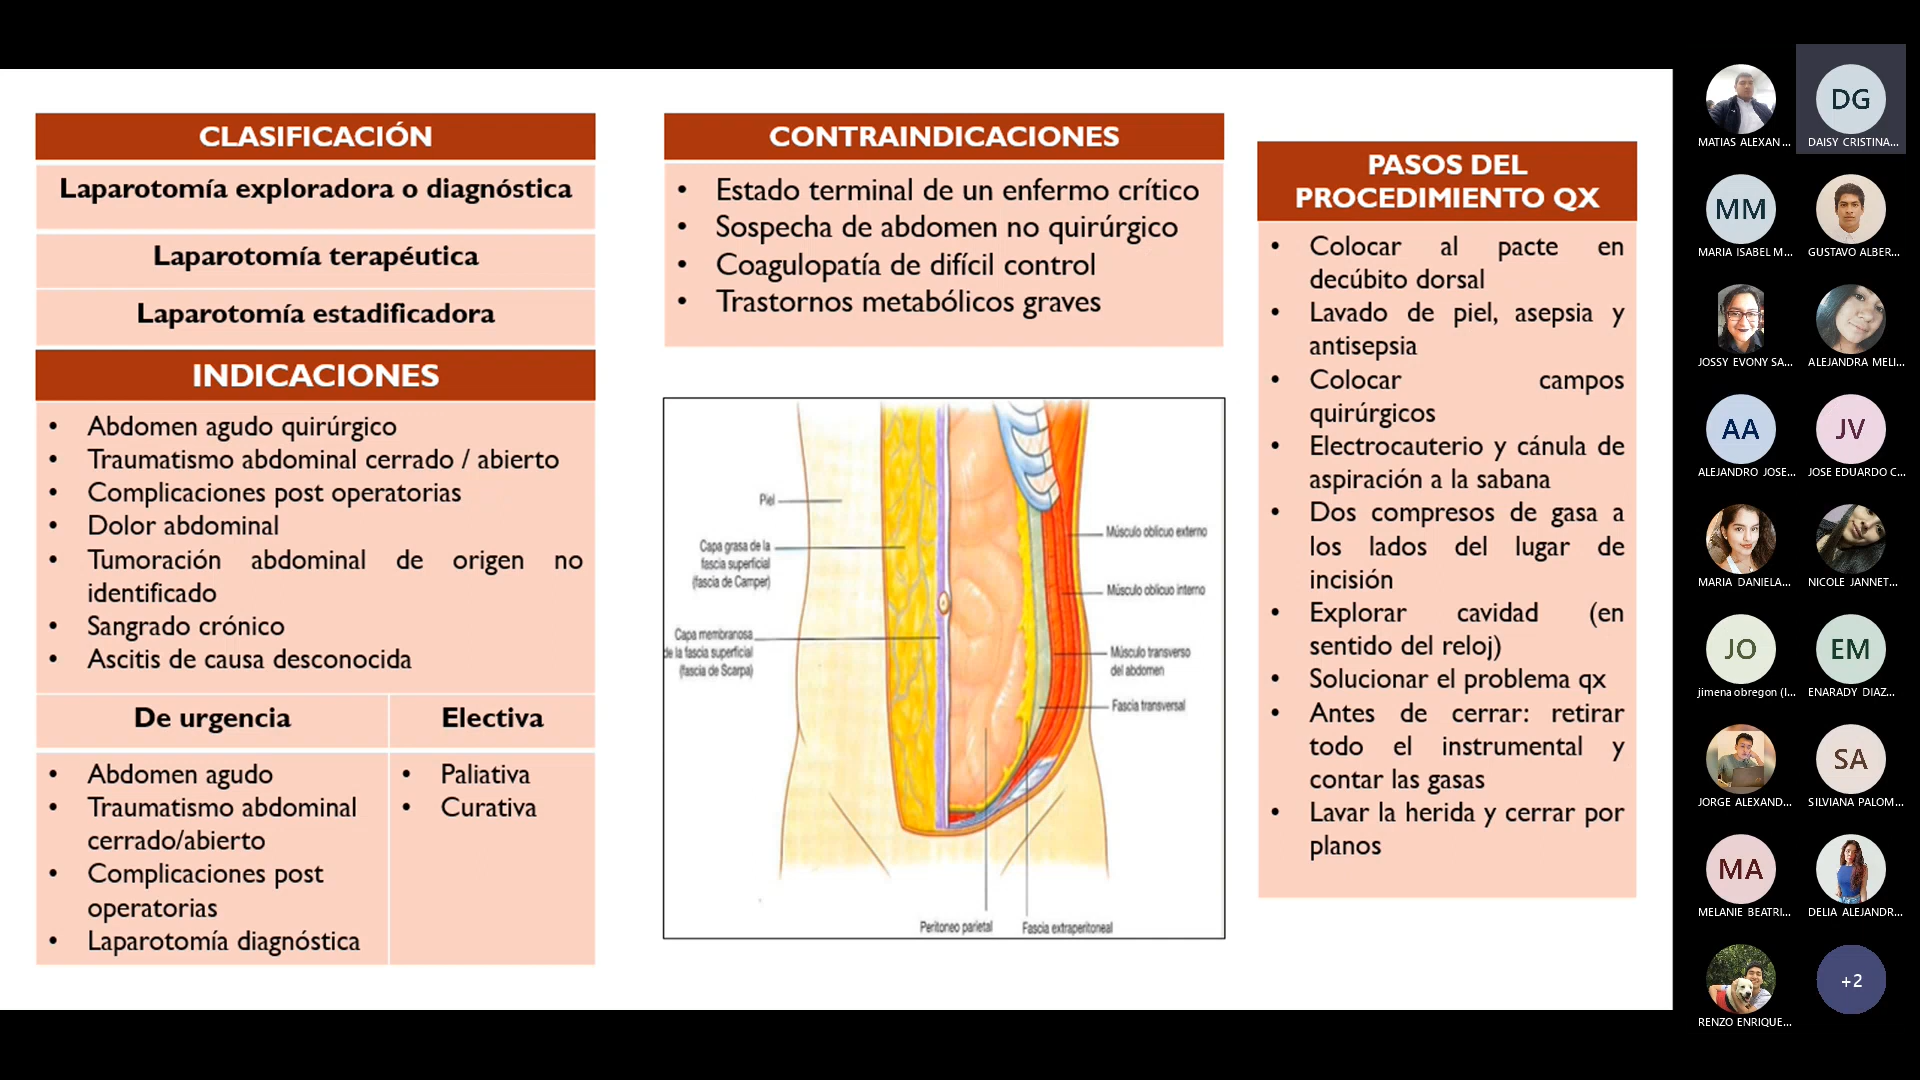 CLASIFICACIÓN
Laparotomía exploradora o diagnóstica
Laparotomía terapéutica
Laparotomía estadificadora
INDICACIONES
• Abdomen agudo quirúrgico
• Traumatismo abdominal cerrado / abierto
• Complicaciones post operatorias
• Dolor abdominal
• Tumoración abdominal de origen no
identificado
• Sangrado crónico
• Ascitis de causa desconocida
De urgencia
Electiva
• Abdomen agudo
• Traumatismo abdominal
cerrado/abierto
• Complicaciones post
operatorias
• Laparotomía diagnóstica
• Paliativa
• Curativa
CONTRAINDICACIONES
• Estado terminal de un enfermo crítico
• Sospecha de abdomen no quirúrgico
• Coagulopatía de difícil control
• Trastornos metabólicos graves
Piel
Capa grasa de la
fascia superficial
(fascia de Camper)
Capa membranosa
de la fascia superficial
(fascia de Scarpa)
Músculo oblicuo externo
Músculo oblicuo interno
Músculo transverso
del abdomen
Fascia transversal
Peritoneo parietal
Fascia extraperitoneal
PASOS DEL
PROCEDIMIENTO QX
• Colocar al pacte en
decúbito dorsal
• Lavado de piel, asepsia y
antisepsia
• Colocar campos
quirúrgicos
• Electrocauterio y cánula de
aspiración a la sabana
• Dos compresos de gasa a
los lados del lugar de
incisión
• Explorar cavidad (en
sentido del reloj)
• Solucionar el problema qx
• Antes de cerrar: retirar
todo el instrumental y
contar las gasas
• Lavar la herida y cerrar por
planos
MATIAS ALEXAN...
DG
DAISY CRISTINA...
MM
MARIA ISABEL M...
GUSTAVO ALBER...
JOSSY EVONY SA...
ALEJANDRA MELI...
AA
ALEJANDRO JOSE...
JV
JOSE EDUARDO C...
MARIA DANIELA...
NICOLE JANNET...
JO
jimena obregon (I...
EM
ENARADY DIAZ...
JORGE ALEXAND...
SA
SILVIANA PALOM...
MA
MELANIE BEATRI...
DELIA ALEJANDR...
RENZO ENRIQUE...
+2